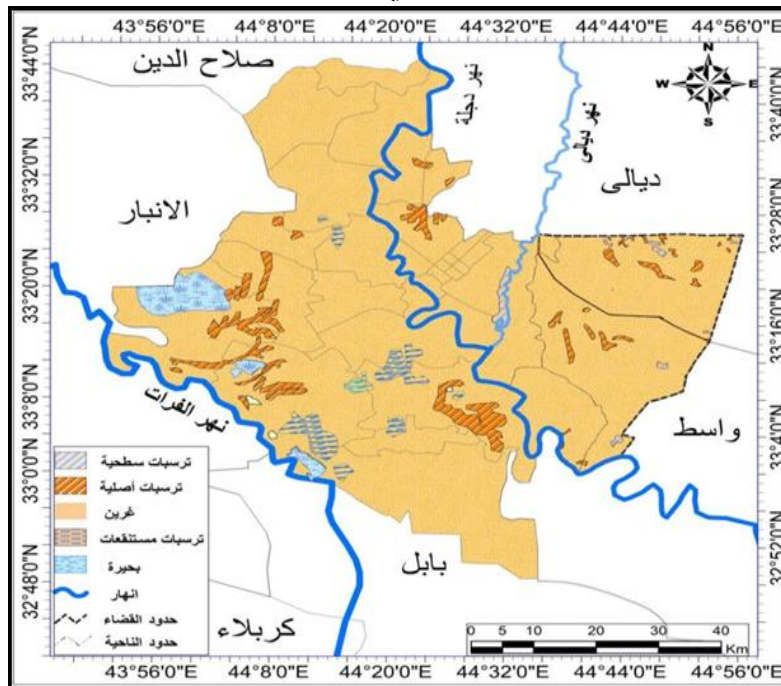 43°56'0"E 44°8'0"E 44°20'0"E 44°32'0"E 44°44'0"E 44°56'0"E
صلاح الدين
نهر دجلة
نهر ديالى
N
W E
S
ديالى
الانبار
واسط
نهر الفرات
بابل
كربلاء
33°44'0"N
33°32'0"N
33°20'0"N
33°8'0"N
33°0'0"N
32°48'0"N
33°40'0"N
33°28'0"N
33°16'0"N
33°4'0"N
32°52'0"N
ترسبات سطحية
ترسبات أصلية
غرين
ترسبات مستنقعات
بحيرة
انهار
حدود القضاء
حدود الناحية
0 5 10 20 30 40
Km
43°56'0"E 44°8'0"E 44°20'0"E 44°32'0"E 44°44'0"E 44°56'0"E